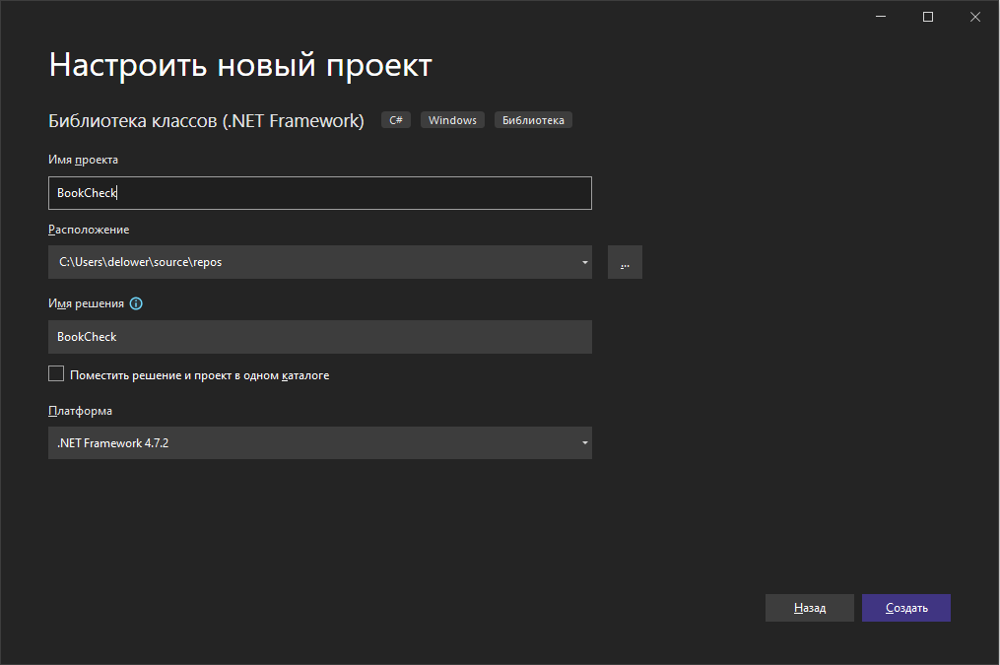 Настроить новый проект
Библиотека классов (.NET Framework) C# Windows Библиотека
Имя проекта
BookCheck
Расположение
C:\Users\delower\source\repos
...
Имя решения
BookCheck
Поместить решение и проект в одном каталоге
Платформа
.NET Framework 4.7.2
Назад Создать